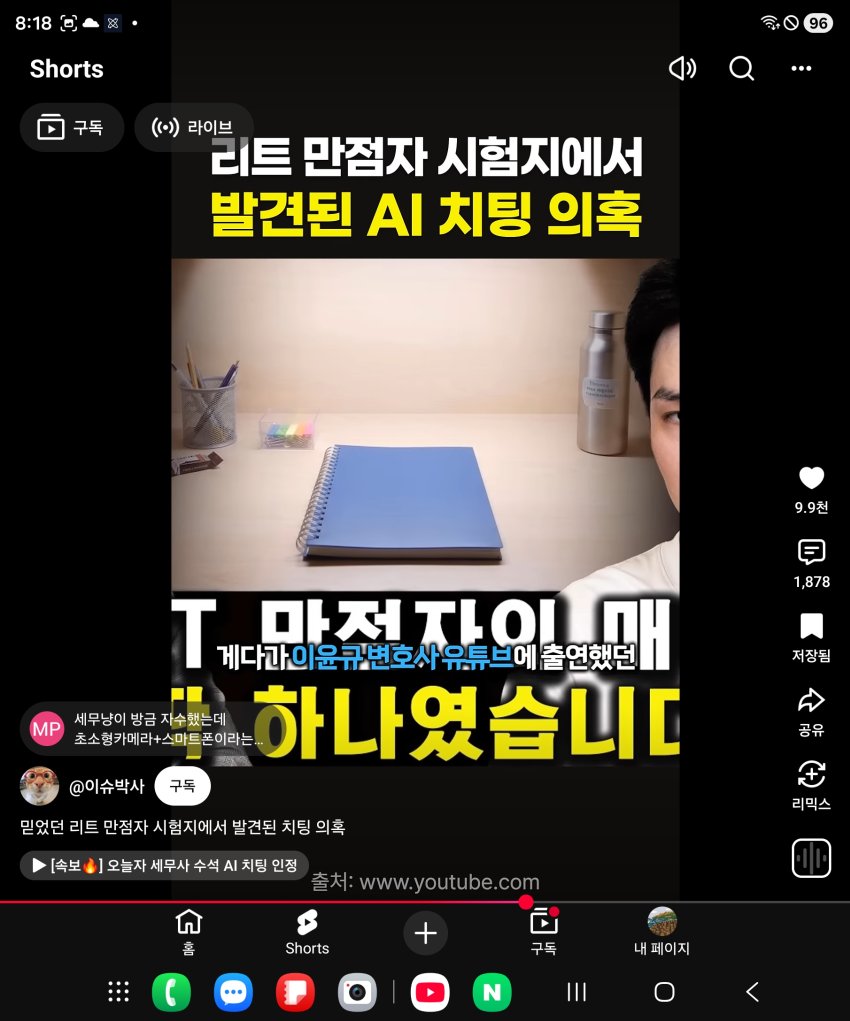 8:18
96
Shorts
구독
라이브
리트 만점자 시험지에서
발견된 AI 치팅 의혹
T 만점자의 매
게다가 이윤규 변호사 유튜브에 출연했던
하나였습니다
9.9천
1,878
저장됨
공유
리믹스
MP
세무냥이 방금 자수했는데
초소형카메라+스마트폰이라는...
@이슈박사
구독
믿었던 리트 만점자 시험지에서 발견된 치팅 의혹
▶ [속보🔥] 오늘자 세무사 수석 AI 치팅 인정
출처: www.youtube.com
홈
Shorts
구독
내 페이지
N